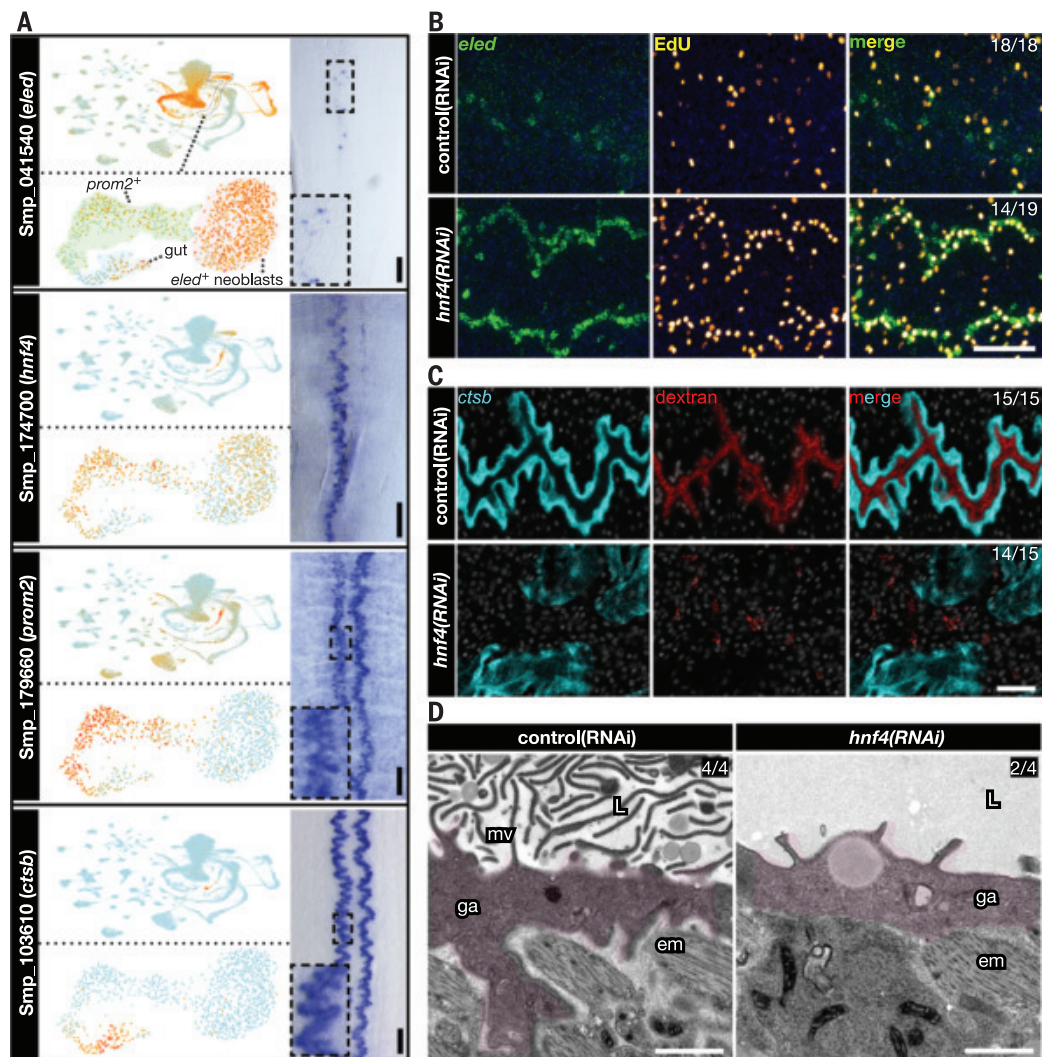 A
Smp_041540 (eled)
prom2+
gut
eled+ neoblasts
Smp_174700 (hnf4)
Smp_179660 (prom2)
Smp_103610 (ctsb)
B
control(RNAi)
hnf4(RNAi)
eled
EdU
merge
18/18
14/19
C
control(RNAi)
hnf4(RNAi)
ctsb
dextran
merge
15/15
14/15
D
control(RNAi)
hnf4(RNAi)
4/4
L
mv
ga
em
2/4
L
ga
em